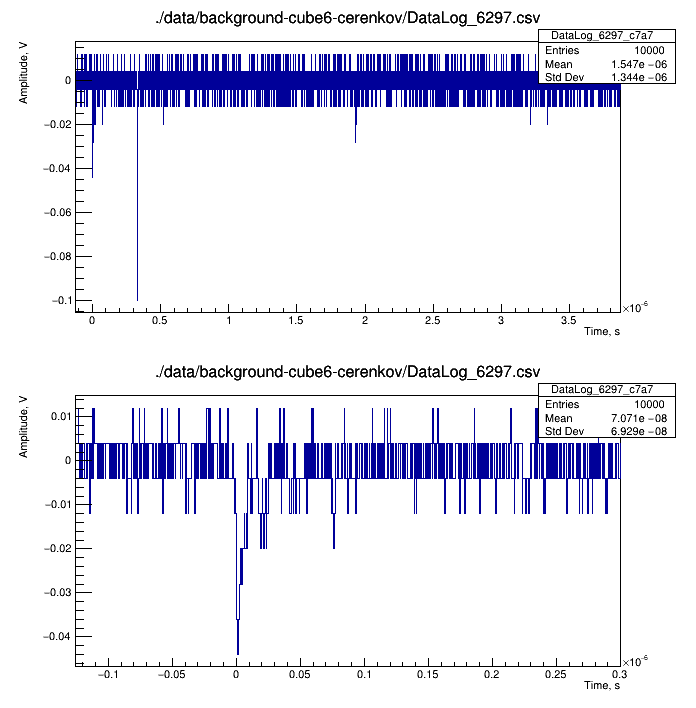 ./data/background-cube6-cerenkov/DataLog_6297.csv
DataLog_6297_c7a7
Entries 10000
Mean 1.547e−06
Std Dev 1.344e−06
Amplitude, V
0
−0.02
−0.04
−0.06
−0.08
−0.1
0 0.5 1 1.5 2 2.5 3 3.5
×10⁻⁶
Time, s
./data/background-cube6-cerenkov/DataLog_6297.csv
DataLog_6297_c7a7
Entries 10000
Mean 7.071e−08
Std Dev 6.929e−08
Amplitude, V
0.01
0
−0.01
−0.02
−0.03
−0.04
−0.1 −0.05 0 0.05 0.1 0.15 0.2 0.25 0.3
×10⁻⁶
Time, s